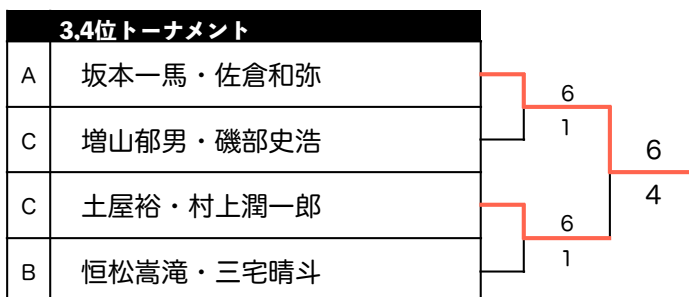 3,4位トーナメント
A 坂本一馬・佐倉和弥
6
1
C 増山郁男・磯部史浩
6
4
C 土屋裕・村上潤一郎
6
1
B 恒松嵩滝・三宅晴斗